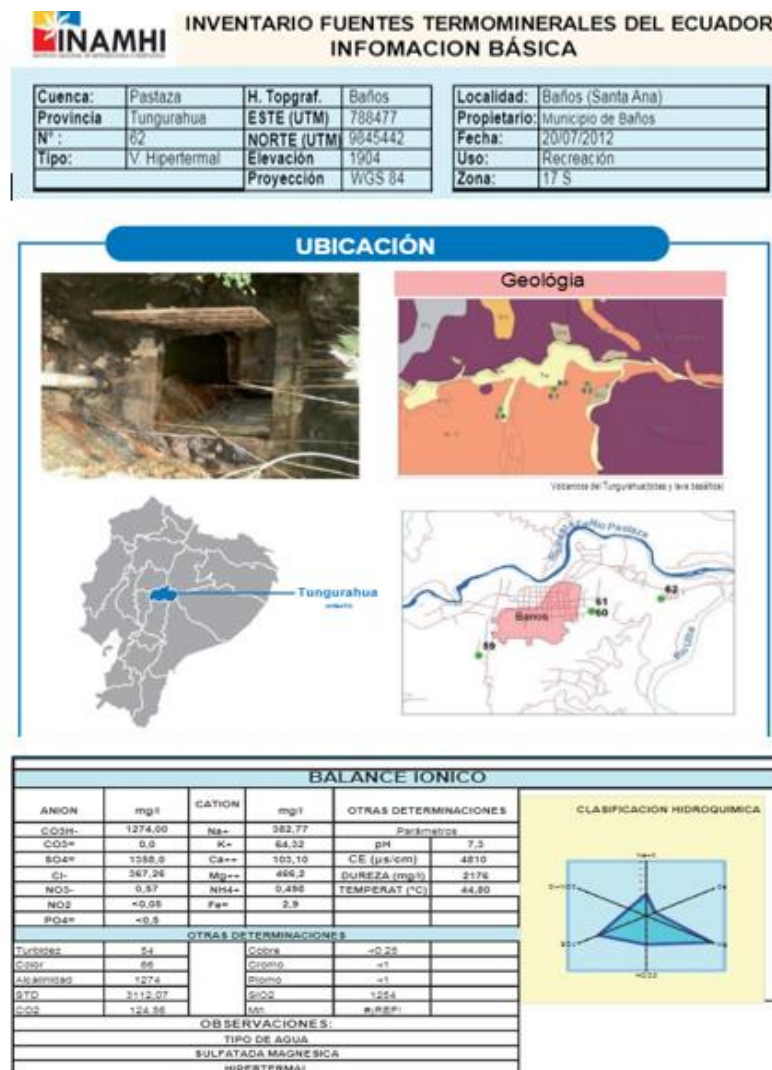 INAMHI
INVENTARIO FUENTES TERMOMINERALES DEL ECUADOR
INFOMACION BÁSICA
Cuenca: Pastaza H. Topgraf. Baños Localidad: Baños (Santa Ana)
Provincia Tungurahua ESTE (UTM) 788477 Propietario: Municipio de Baños
N° : 62 NORTE (UTM) 9845442 Fecha: 20/07/2012
Tipo: V. Hipertermal Elevación 1904 Uso: Recreación
Proyección WGS 84 Zona: 17 S
UBICACIÓN
Geológia
Volcanicos del Tungurahua
Tungurahua
Rio Pastaza
Banos
59
61
60
62
BALANCE IONICO
ANION mg/l CATION mg/l OTRAS DETERMINACIONES CLASIFICACION HIDROQUIMICA
CO3H- 1274,00 Na+ 382,77 Parámetros
CO3= 0,0 K+ 64,32 pH 7,3
SO4= 1358,0 Ca++ 103,10 CE (µs/cm) 4810
Cl- 367,26 Mg++ 466,2 DUREZA (mg/l) 2176
NO3- 0,57 NH4+ TEMPERAT (°C) 44,80
NO2 <0,05 Fe= 2,9
PO4= <0,5
OTRAS DETERMINACIONES
Turbidez 54 Cobre <0.25
Color Cromo <1
Alcalinidad 1274 Plomo <1
STD 3112,07 SiO2
CO2 124,56 Mn #¡REF!
OBSERVACIONES:
TIPO DE AGUA
SULFATADA MAGNESICA
HIPERTERMAL